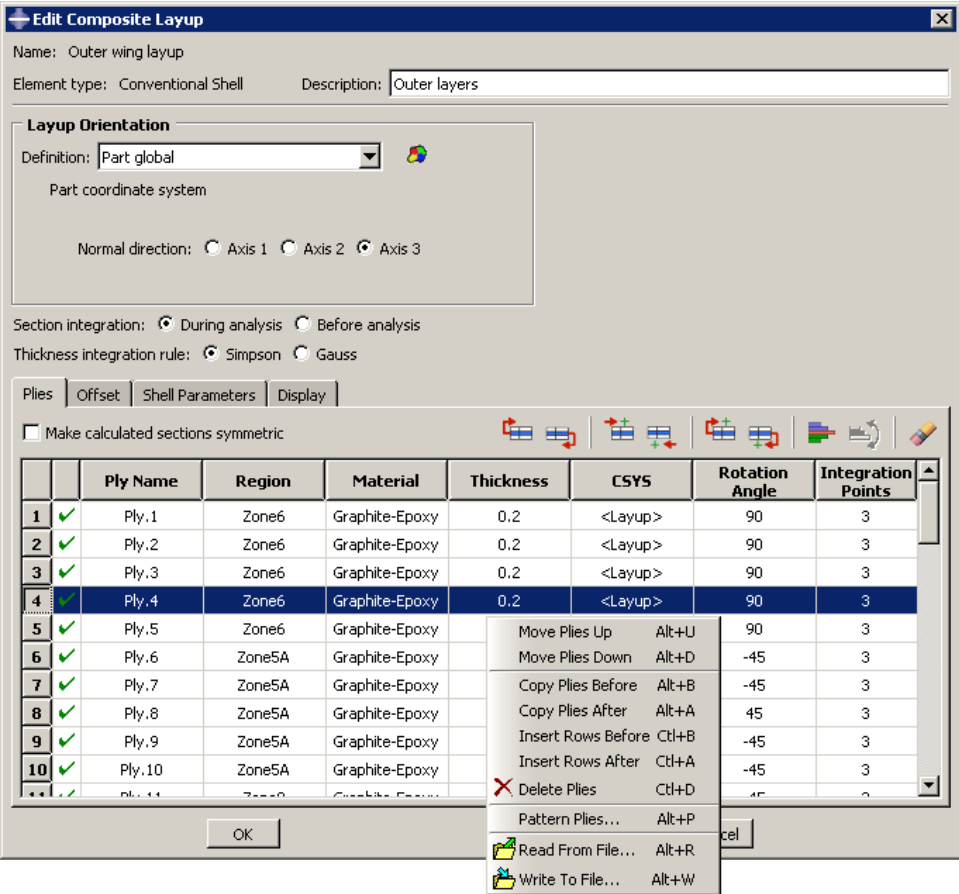 Edit Composite Layup
Name: Outer wing layup
Element type: Conventional Shell Description: Outer layers
Layup Orientation
Definition: Part global
Part coordinate system
Normal direction: Axis 1 Axis 2 Axis 3
Section integration: During analysis Before analysis
Thickness integration rule: Simpson Gauss
Plies Offset Shell Parameters Display
Make calculated sections symmetric
Ply Name Region Material Thickness CSYS Rotation Angle Integration Points
1 Ply.1 Zone6 Graphite-Epoxy 0.2 <Layup> 90 3
2 Ply.2 Zone6 Graphite-Epoxy 0.2 <Layup> 90 3
3 Ply.3 Zone6 Graphite-Epoxy 0.2 <Layup> 90 3
4 Ply.4 Zone6 Graphite-Epoxy 0.2 <Layup> 90 3
5 Ply.5 Zone6 Graphite-Epoxy 90 3
6 Ply.6 Zone5A Graphite-Epoxy -45 3
7 Ply.7 Zone5A Graphite-Epoxy -45 3
8 Ply.8 Zone5A Graphite-Epoxy 45 3
9 Ply.9 Zone5A Graphite-Epoxy -45 3
10 Ply.10 Zone5A Graphite-Epoxy -45 3
Move Plies Up Alt+U
Move Plies Down Alt+D
Copy Plies Before Alt+B
Copy Plies After Alt+A
Insert Rows Before Ctl+B
Insert Rows After Ctl+A
Delete Plies Ctl+D
Pattern Plies... Alt+P
Read From File... Alt+R
Write To File... Alt+W
OK